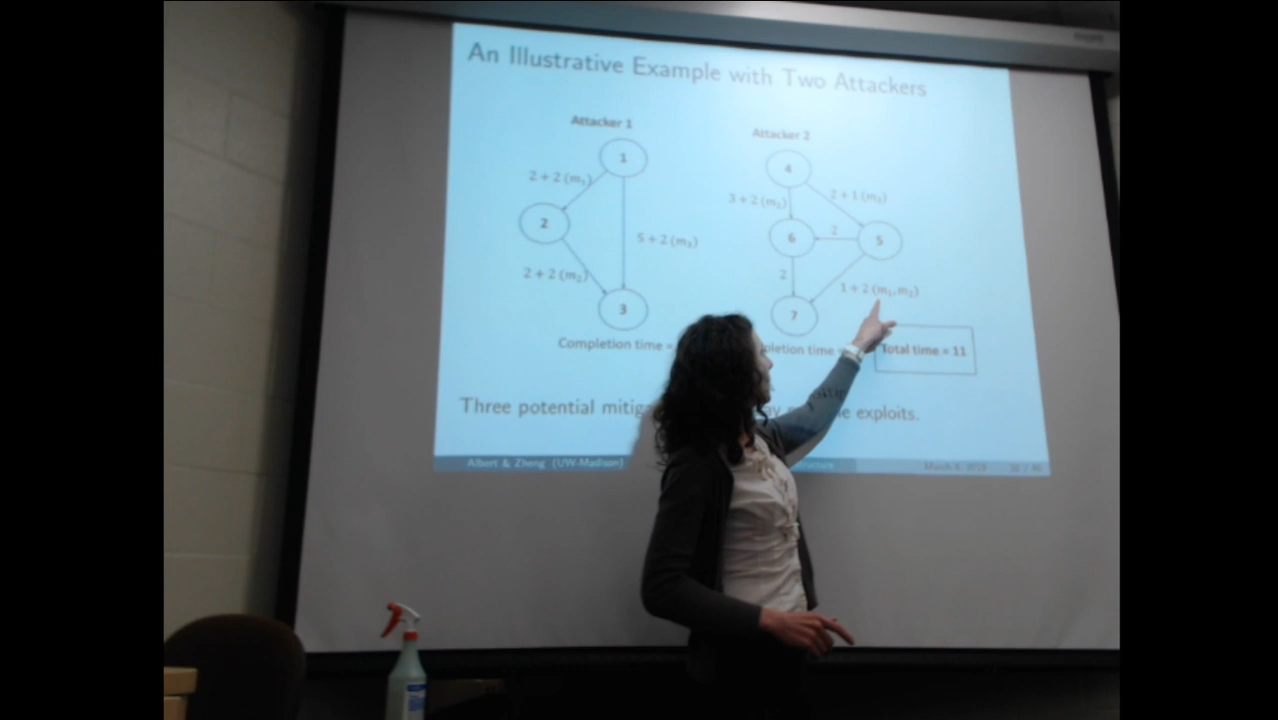 An Illustrative Example with Two Attackers
Attacker 1
1
2 + 2 (m₁)
2
5 + 2 (m₃)
2 + 2 (m₂)
3
Completion time =
Attacker 2
4
3 + 2 (m₂)
2 + 1 (m₃)
6
2
5
2
1 + 2 (m₁, m₂)
7
pletion time
Total time = 11
Three potential mitiga
exploits.
Albert & Zheng (UW-Madison)